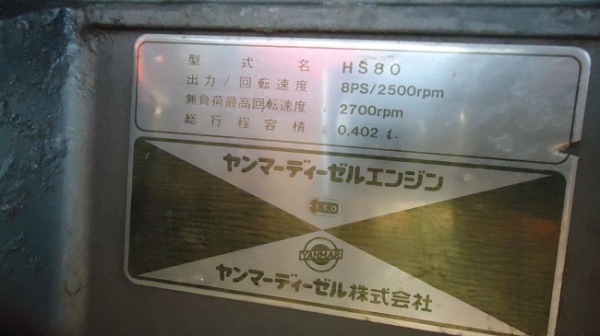 型式名 HS80
出力/回転速度 8PS/2500rpm
無負荷最高回転速度 2700rpm
総行程容積 0.402ℓ
ヤンマーディーゼルエンジン
ISO
YANMAR
ヤンマーディーゼル株式会社